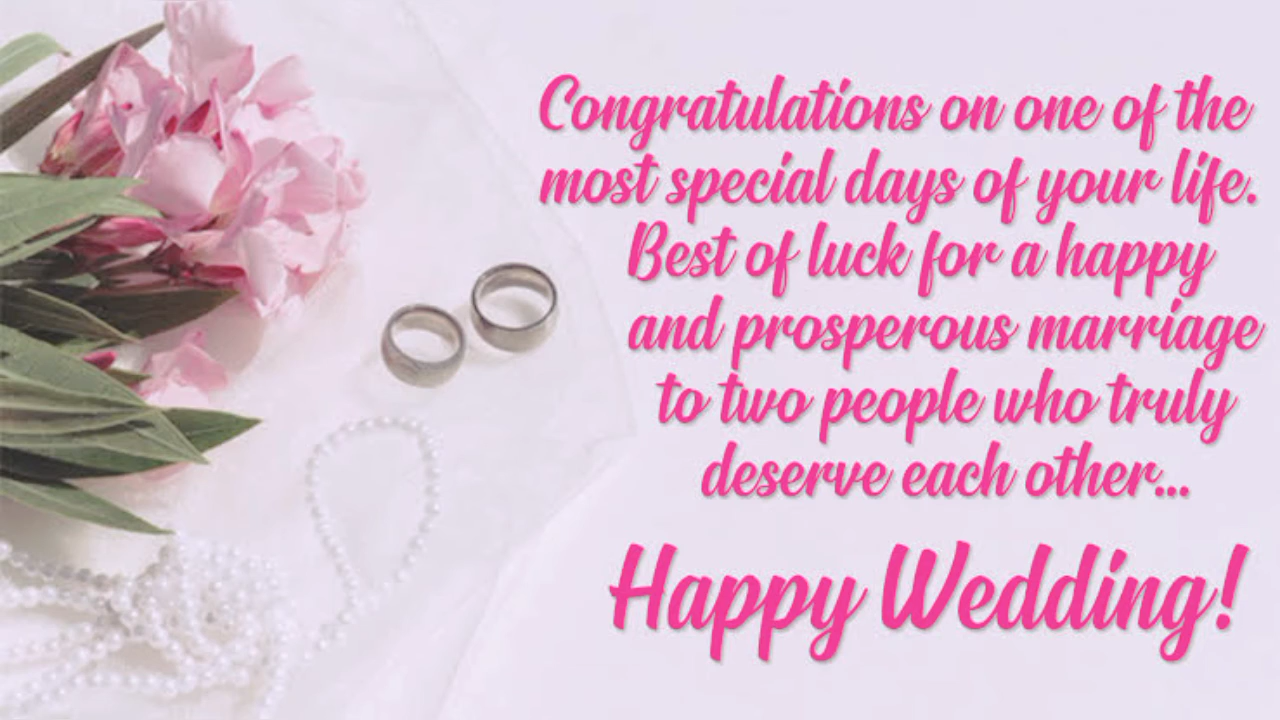 Congratulations on one of the
most special days of your life.
Best of luck for a happy
and prosperous marriage
to two people who truly
deserve each other...
Happy Wedding!